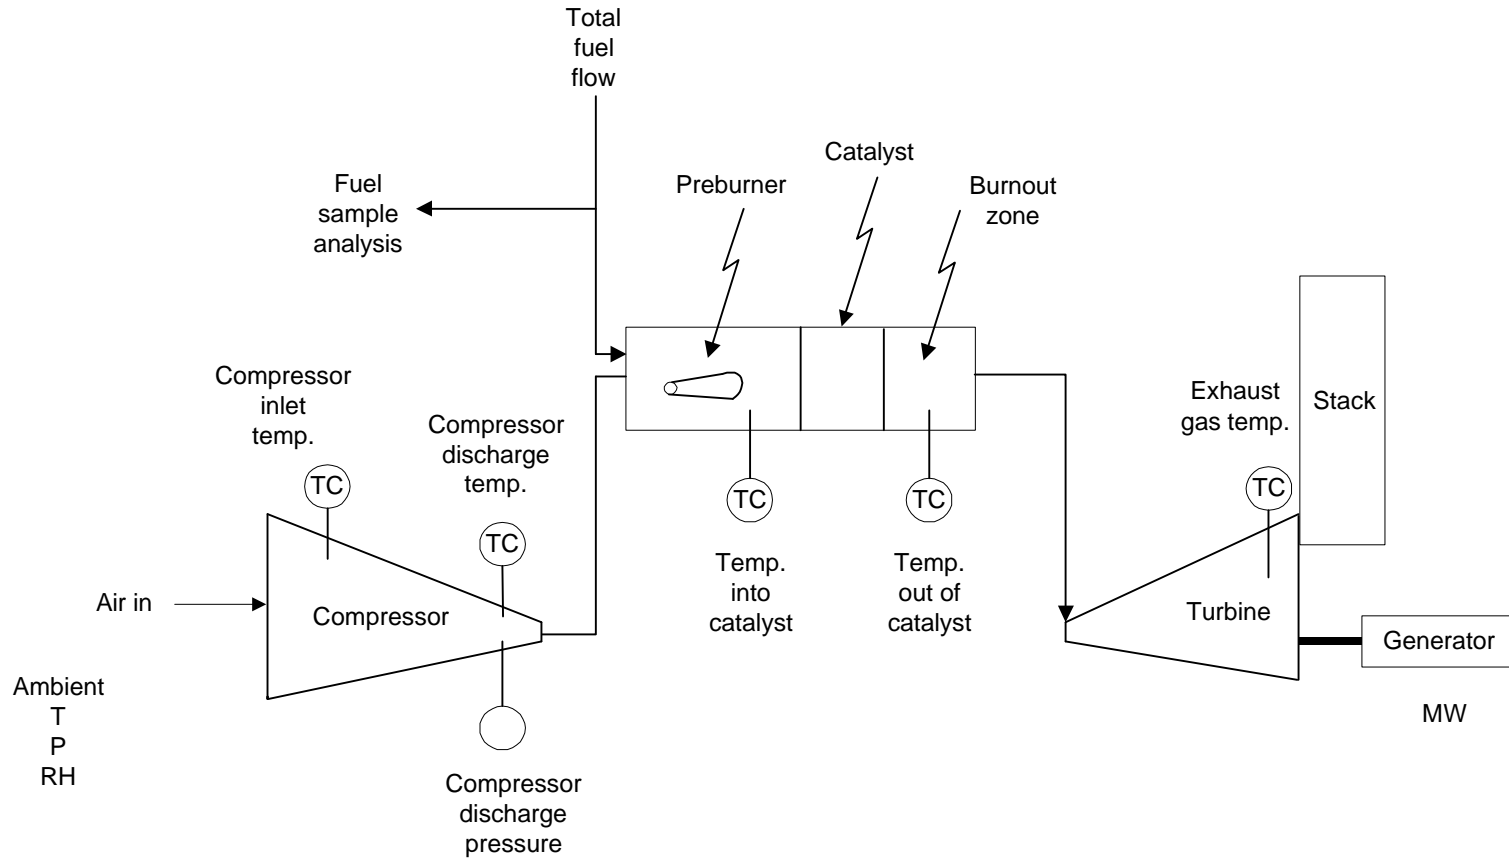 Total
fuel
flow
Fuel
sample
analysis
Preburner
Catalyst
Burnout
zone
Compressor
inlet
temp.
Compressor
discharge
temp.
Exhaust
gas temp.
Stack
TC
TC
TC
TC
TC
Temp.
into
catalyst
Temp.
out of
catalyst
Air in
Compressor
Turbine
Generator
Ambient
T
P
RH
MW
Compressor
discharge
pressure